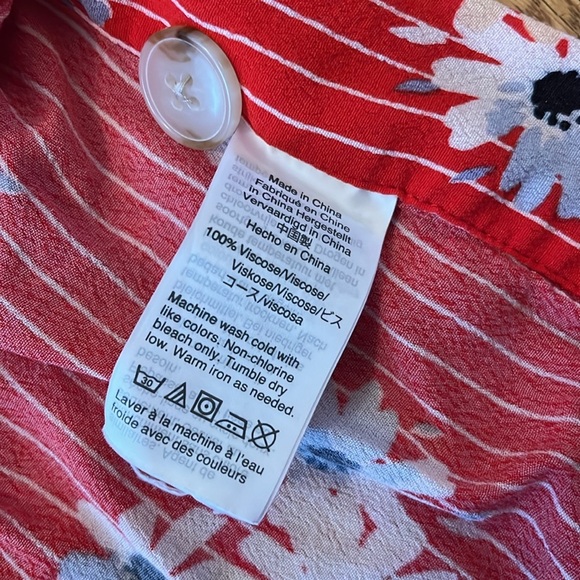 Made in China
Fabriqué en Chine
In China Hergestellt
Vervaardigd in China
中国製
Hecho en China
100% Viscose/Viscose/
Viskose/Viscose/ビス
コース/viscosa
Machine wash cold with
like colors. Non-chlorine
bleach only. Tumble dry
low. Warm iron as needed.
30
Laver à la machine à l'eau
froide avec des couleurs